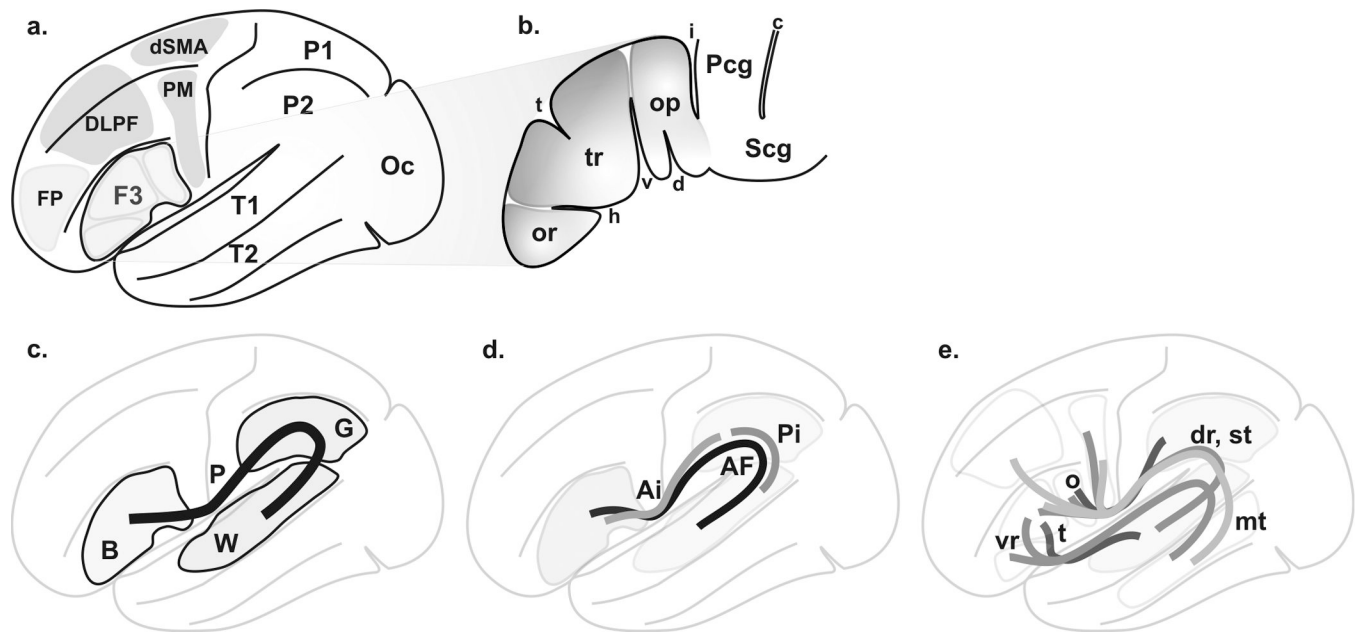 a.
dSMA
P1
PM
P2
DLPF
Oc
FP
F3
T1
T2
b.
i
c
Pcg
t
op
tr
Scg
v
d
h
or
c.
G
P
B
W
d.
Pi
AF
Ai
e.
dr, st
o
mt
vr
t